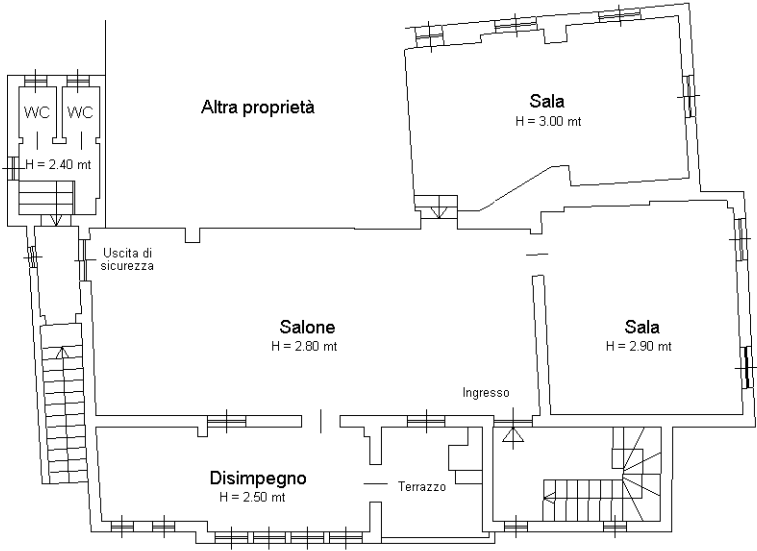 Altra proprietà
Sala
H = 3.00 mt
WC
WC
H = 2.40 mt
Uscita di
sicurezza
Salone
H = 2.80 mt
Sala
H = 2.90 mt
Ingresso
Disimpegno
H = 2.50 mt
Terrazzo